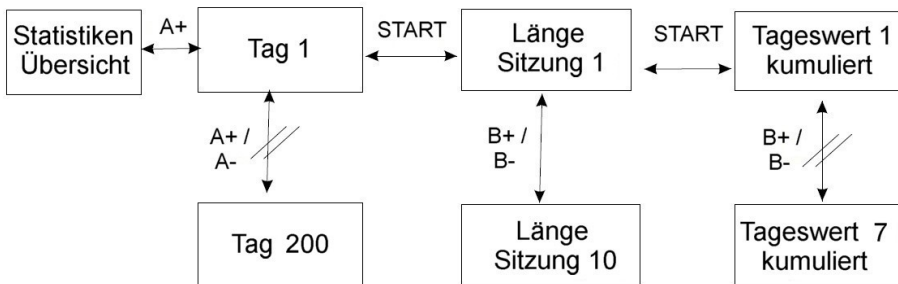 Statistiken
Übersicht
A+
Tag 1
START
Länge
Sitzung 1
START
Tageswert 1
kumuliert
A+ /
A-
B+ /
B-
B+ /
B-
Tag 200
Länge
Sitzung 10
Tageswert 7
kumuliert